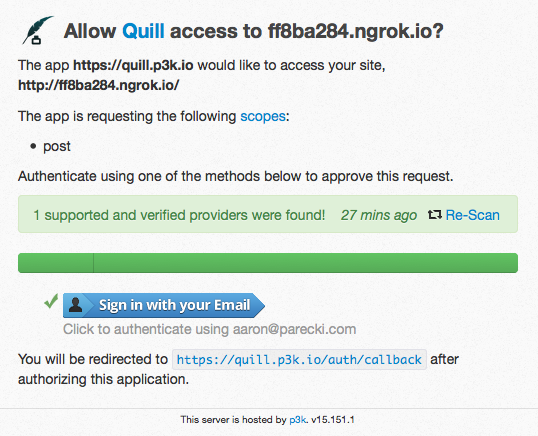 Allow Quill access to ff8ba284.ngrok.io?
The app https://quill.p3k.io would like to access your site,
http://ff8ba284.ngrok.io/
The app is requesting the following scopes:
• post
Authenticate using one of the methods below to approve this request.
1 supported and verified providers were found! 27 mins ago Re-Scan
Sign in with your Email
Click to authenticate using aaron@parecki.com
You will be redirected to https://quill.p3k.io/auth/callback after
authorizing this application.
This server is hosted by p3k. v15.151.1